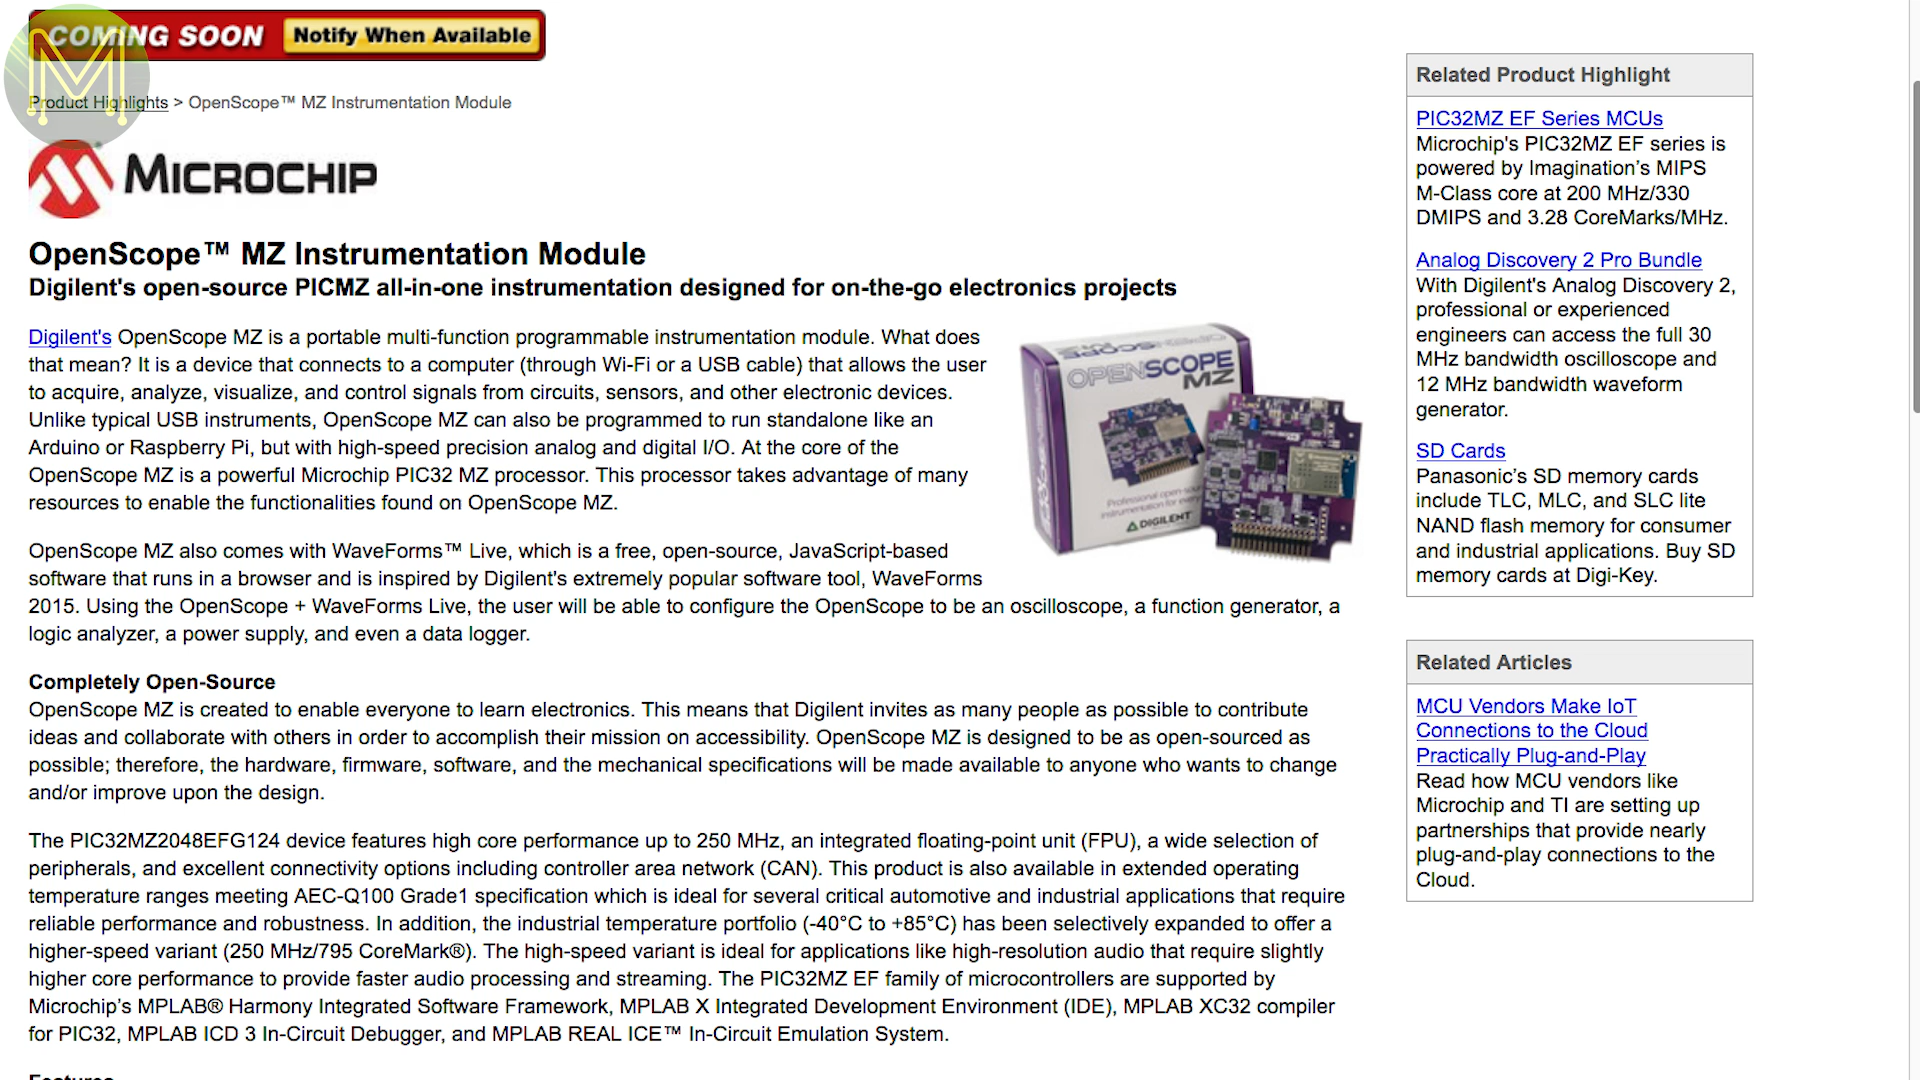 COMING SOON Notify When Available
M
Product Highlights > OpenScope™ MZ Instrumentation Module
MICROCHIP
OpenScope™ MZ Instrumentation Module
Digilent's open-source PICMZ all-in-one instrumentation designed for on-the-go electronics projects
Digilent's OpenScope MZ is a portable multi-function programmable instrumentation module. What does
that mean? It is a device that connects to a computer (through Wi-Fi or a USB cable) that allows the user
to acquire, analyze, visualize, and control signals from circuits, sensors, and other electronic devices.
Unlike typical USB instruments, OpenScope MZ can also be programmed to run standalone like an
Arduino or Raspberry Pi, but with high-speed precision analog and digital I/O. At the core of the
OpenScope MZ is a powerful Microchip PIC32 MZ processor. This processor takes advantage of many
resources to enable the functionalities found on OpenScope MZ.
OPENSCOPE
MZ
Professional open-sour
instrumentation for every
DIGILENT
OpenScope MZ also comes with WaveForms™ Live, which is a free, open-source, JavaScript-based
software that runs in a browser and is inspired by Digilent's extremely popular software tool, WaveForms
2015. Using the OpenScope + WaveForms Live, the user will be able to configure the OpenScope to be an oscilloscope, a function generator, a
logic analyzer, a power supply, and even a data logger.
Completely Open-Source
OpenScope MZ is created to enable everyone to learn electronics. This means that Digilent invites as many people as possible to contribute
ideas and collaborate with others in order to accomplish their mission on accessibility. OpenScope MZ is designed to be as open-sourced as
possible; therefore, the hardware, firmware, software, and the mechanical specifications will be made available to anyone who wants to change
and/or improve upon the design.
The PIC32MZ2048EFG124 device features high core performance up to 250 MHz, an integrated floating-point unit (FPU), a wide selection of
peripherals, and excellent connectivity options including controller area network (CAN). This product is also available in extended operating
temperature ranges meeting AEC-Q100 Grade1 specification which is ideal for several critical automotive and industrial applications that require
reliable performance and robustness. In addition, the industrial temperature portfolio (-40°C to +85°C) has been selectively expanded to offer a
higher-speed variant (250 MHz/795 CoreMark®). The high-speed variant is ideal for applications like high-resolution audio that require slightly
higher core performance to provide faster audio processing and streaming. The PIC32MZ EF family of microcontrollers are supported by
Microchip's MPLAB® Harmony Integrated Software Framework, MPLAB X Integrated Development Environment (IDE), MPLAB XC32 compiler
for PIC32, MPLAB ICD 3 In-Circuit Debugger, and MPLAB REAL ICE™ In-Circuit Emulation System.
Features
Related Product Highlight
PIC32MZ EF Series MCUs
Microchip's PIC32MZ EF series is
powered by Imagination's MIPS
M-Class core at 200 MHz/330
DMIPS and 3.28 CoreMarks/MHz.
Analog Discovery 2 Pro Bundle
With Digilent's Analog Discovery 2,
professional or experienced
engineers can access the full 30
MHz bandwidth oscilloscope and
12 MHz bandwidth waveform
generator.
SD Cards
Panasonic's SD memory cards
include TLC, MLC, and SLC lite
NAND flash memory for consumer
and industrial applications. Buy SD
memory cards at Digi-Key.
Related Articles
MCU Vendors Make IoT
Connections to the Cloud
Practically Plug-and-Play
Read how MCU vendors like
Microchip and TI are setting up
partnerships that provide nearly
plug-and-play connections to the
Cloud.